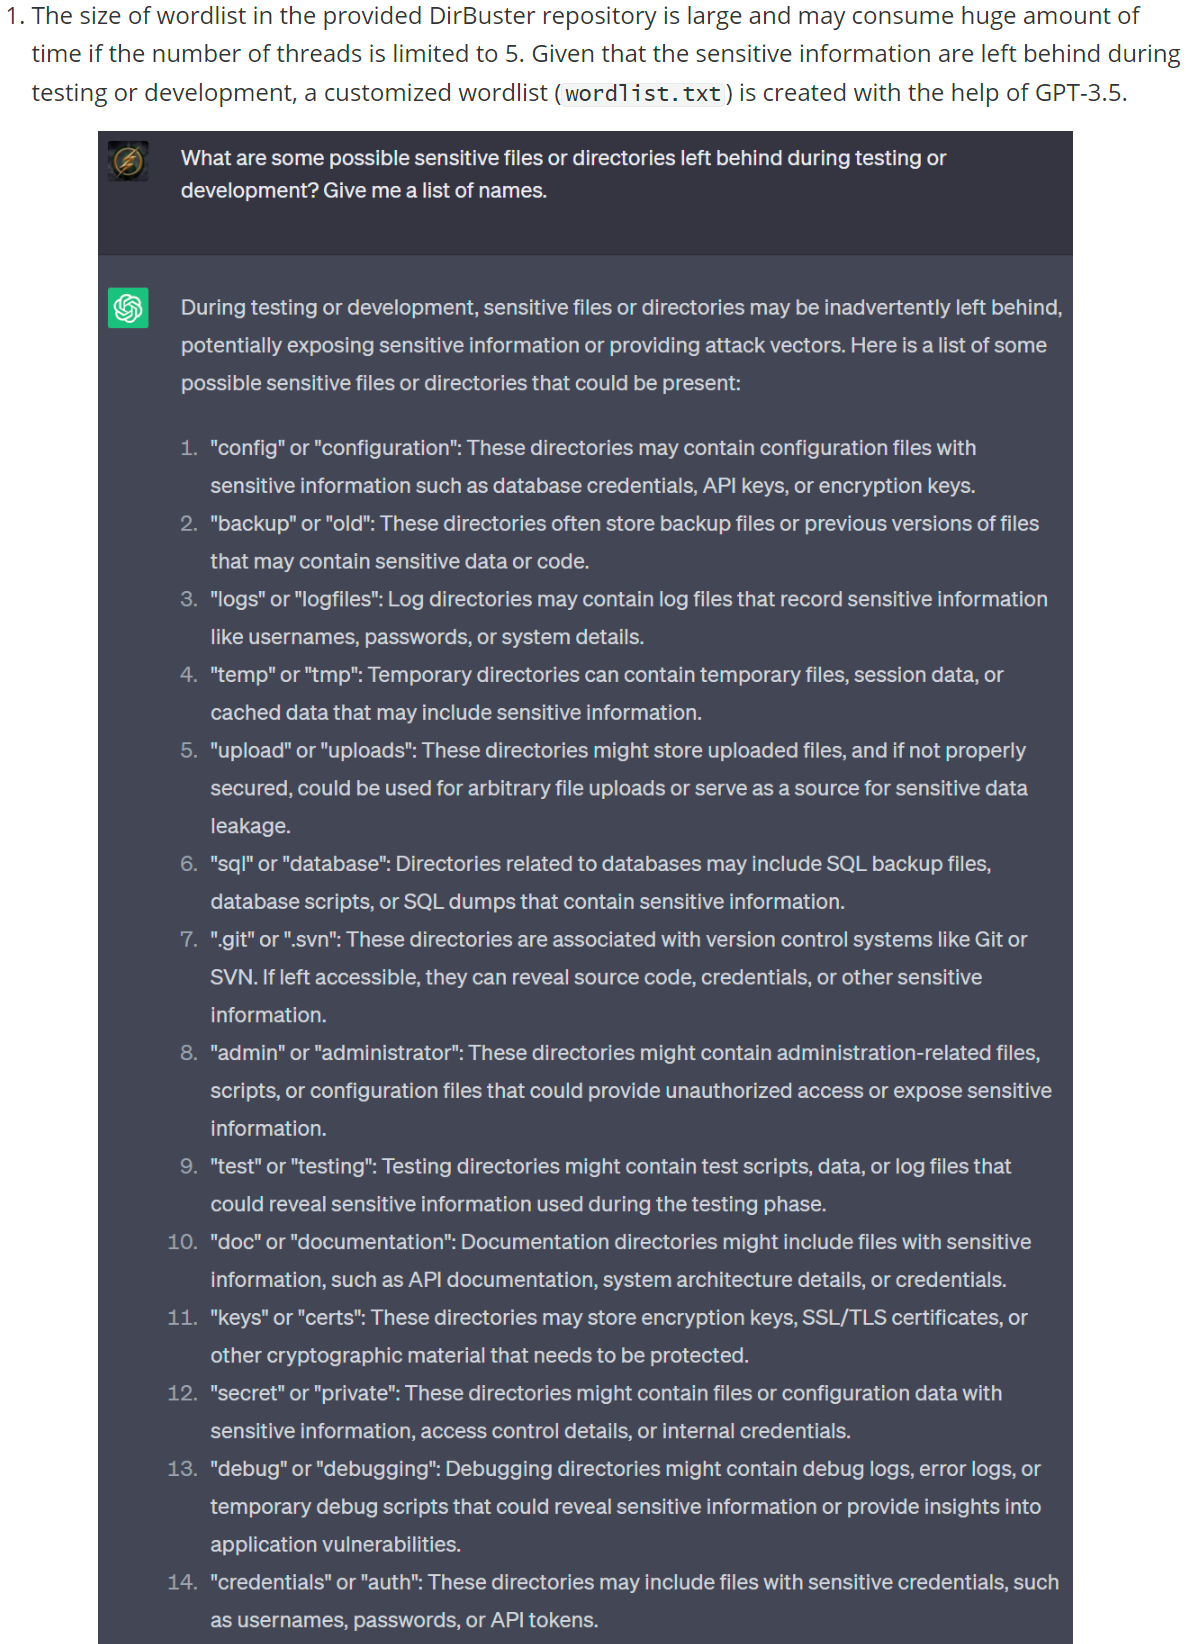 1. The size of wordlist in the provided DirBuster repository is large and may consume huge amount of
time if the number of threads is limited to 5. Given that the sensitive information are left behind during
testing or development, a customized wordlist (wordlist.txt) is created with the help of GPT-3.5.
What are some possible sensitive files or directories left behind during testing or
development? Give me a list of names.
During testing or development, sensitive files or directories may be inadvertently left behind,
potentially exposing sensitive information or providing attack vectors. Here is a list of some
possible sensitive files or directories that could be present:
1. "config" or "configuration": These directories may contain configuration files with
sensitive information such as database credentials, API keys, or encryption keys.
2. "backup" or "old": These directories often store backup files or previous versions of files
that may contain sensitive data or code.
3. "logs" or "logfiles": Log directories may contain log files that record sensitive information
like usernames, passwords, or system details.
4. "temp" or "tmp": Temporary directories can contain temporary files, session data, or
cached data that may include sensitive information.
5. "upload" or "uploads": These directories might store uploaded files, and if not properly
secured, could be used for arbitrary file uploads or serve as a source for sensitive data
leakage.
6. "sql" or "database": Directories related to databases may include SQL backup files,
database scripts, or SQL dumps that contain sensitive information.
7. ".git" or ".svn": These directories are associated with version control systems like Git or
SVN. If left accessible, they can reveal source code, credentials, or other sensitive
information.
8. "admin" or "administrator": These directories might contain administration-related files,
scripts, or configuration files that could provide unauthorized access or expose sensitive
information.
9. "test" or "testing": Testing directories might contain test scripts, data, or log files that
could reveal sensitive information used during the testing phase.
10. "doc" or "documentation": Documentation directories might include files with sensitive
information, such as API documentation, system architecture details, or credentials.
11. "keys" or "certs": These directories may store encryption keys, SSL/TLS certificates, or
other cryptographic material that needs to be protected.
12. "secret" or "private": These directories might contain files or configuration data with
sensitive information, access control details, or internal credentials.
13. "debug" or "debugging": Debugging directories might contain debug logs, error logs, or
temporary debug scripts that could reveal sensitive information or provide insights into
application vulnerabilities.
14. "credentials" or "auth": These directories may include files with sensitive credentials, such
as usernames, passwords, or API tokens.